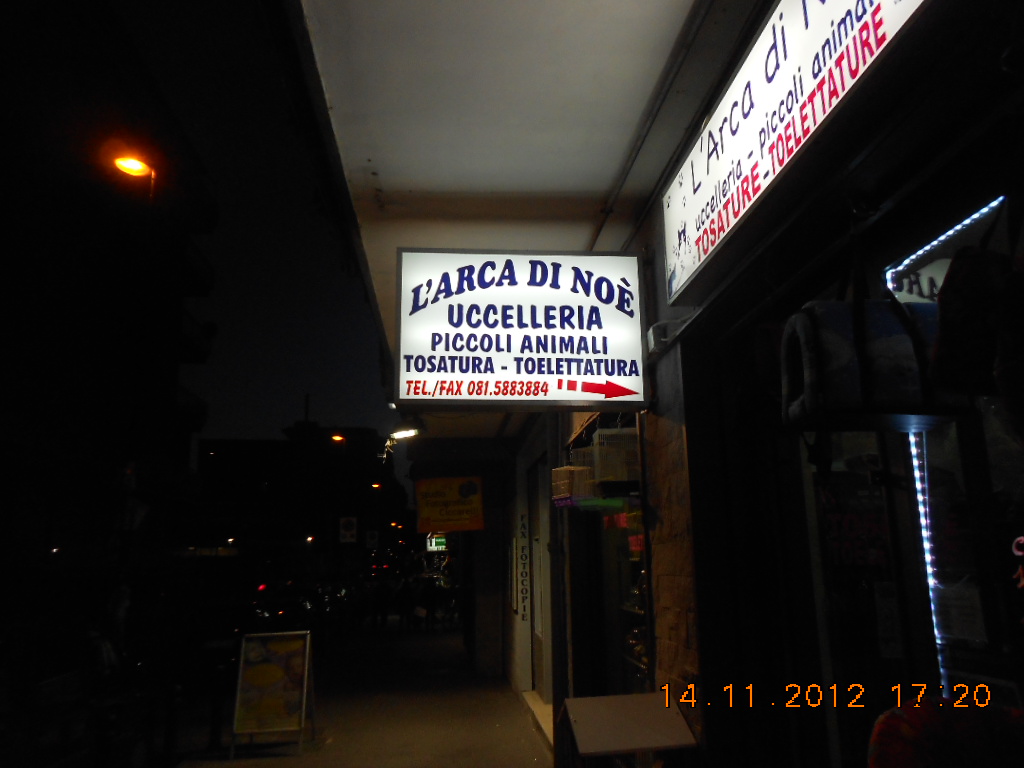 L'ARCA DI NOÈ
UCCELLERIA
PICCOLI ANIMALI
TOSATURA - TOELETTATURA
TEL./FAX 081.5883884
L'Arca di
uccelleria - piccoli animali
TOSATURE-TOELETTATURE
FAX FOTOCOPIE
14.11.2012 17:20